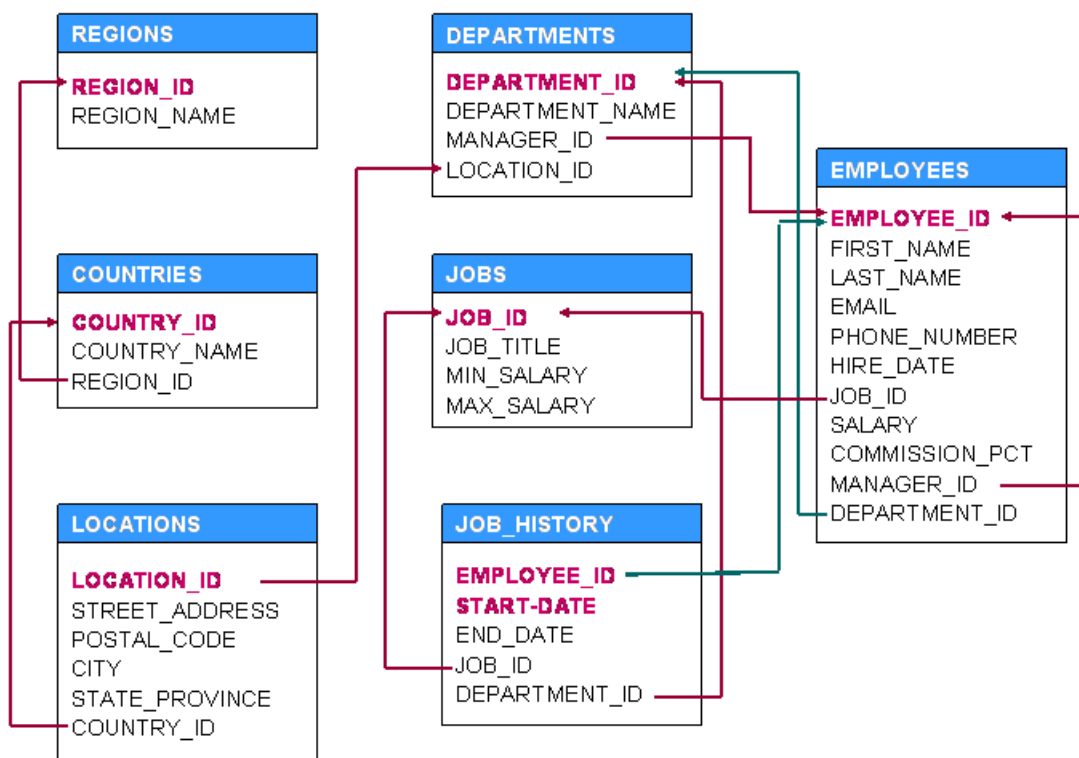 REGIONS
REGION_ID
REGION_NAME
COUNTRIES
COUNTRY_ID
COUNTRY_NAME
REGION_ID
LOCATIONS
LOCATION_ID
STREET_ADDRESS
POSTAL_CODE
CITY
STATE_PROVINCE
COUNTRY_ID
DEPARTMENTS
DEPARTMENT_ID
DEPARTMENT_NAME
MANAGER_ID
LOCATION_ID
JOBS
JOB_ID
JOB_TITLE
MIN_SALARY
MAX_SALARY
JOB_HISTORY
EMPLOYEE_ID
START-DATE
END_DATE
JOB_ID
DEPARTMENT_ID
EMPLOYEES
EMPLOYEE_ID
FIRST_NAME
LAST_NAME
EMAIL
PHONE_NUMBER
HIRE_DATE
JOB_ID
SALARY
COMMISSION_PCT
MANAGER_ID
DEPARTMENT_ID